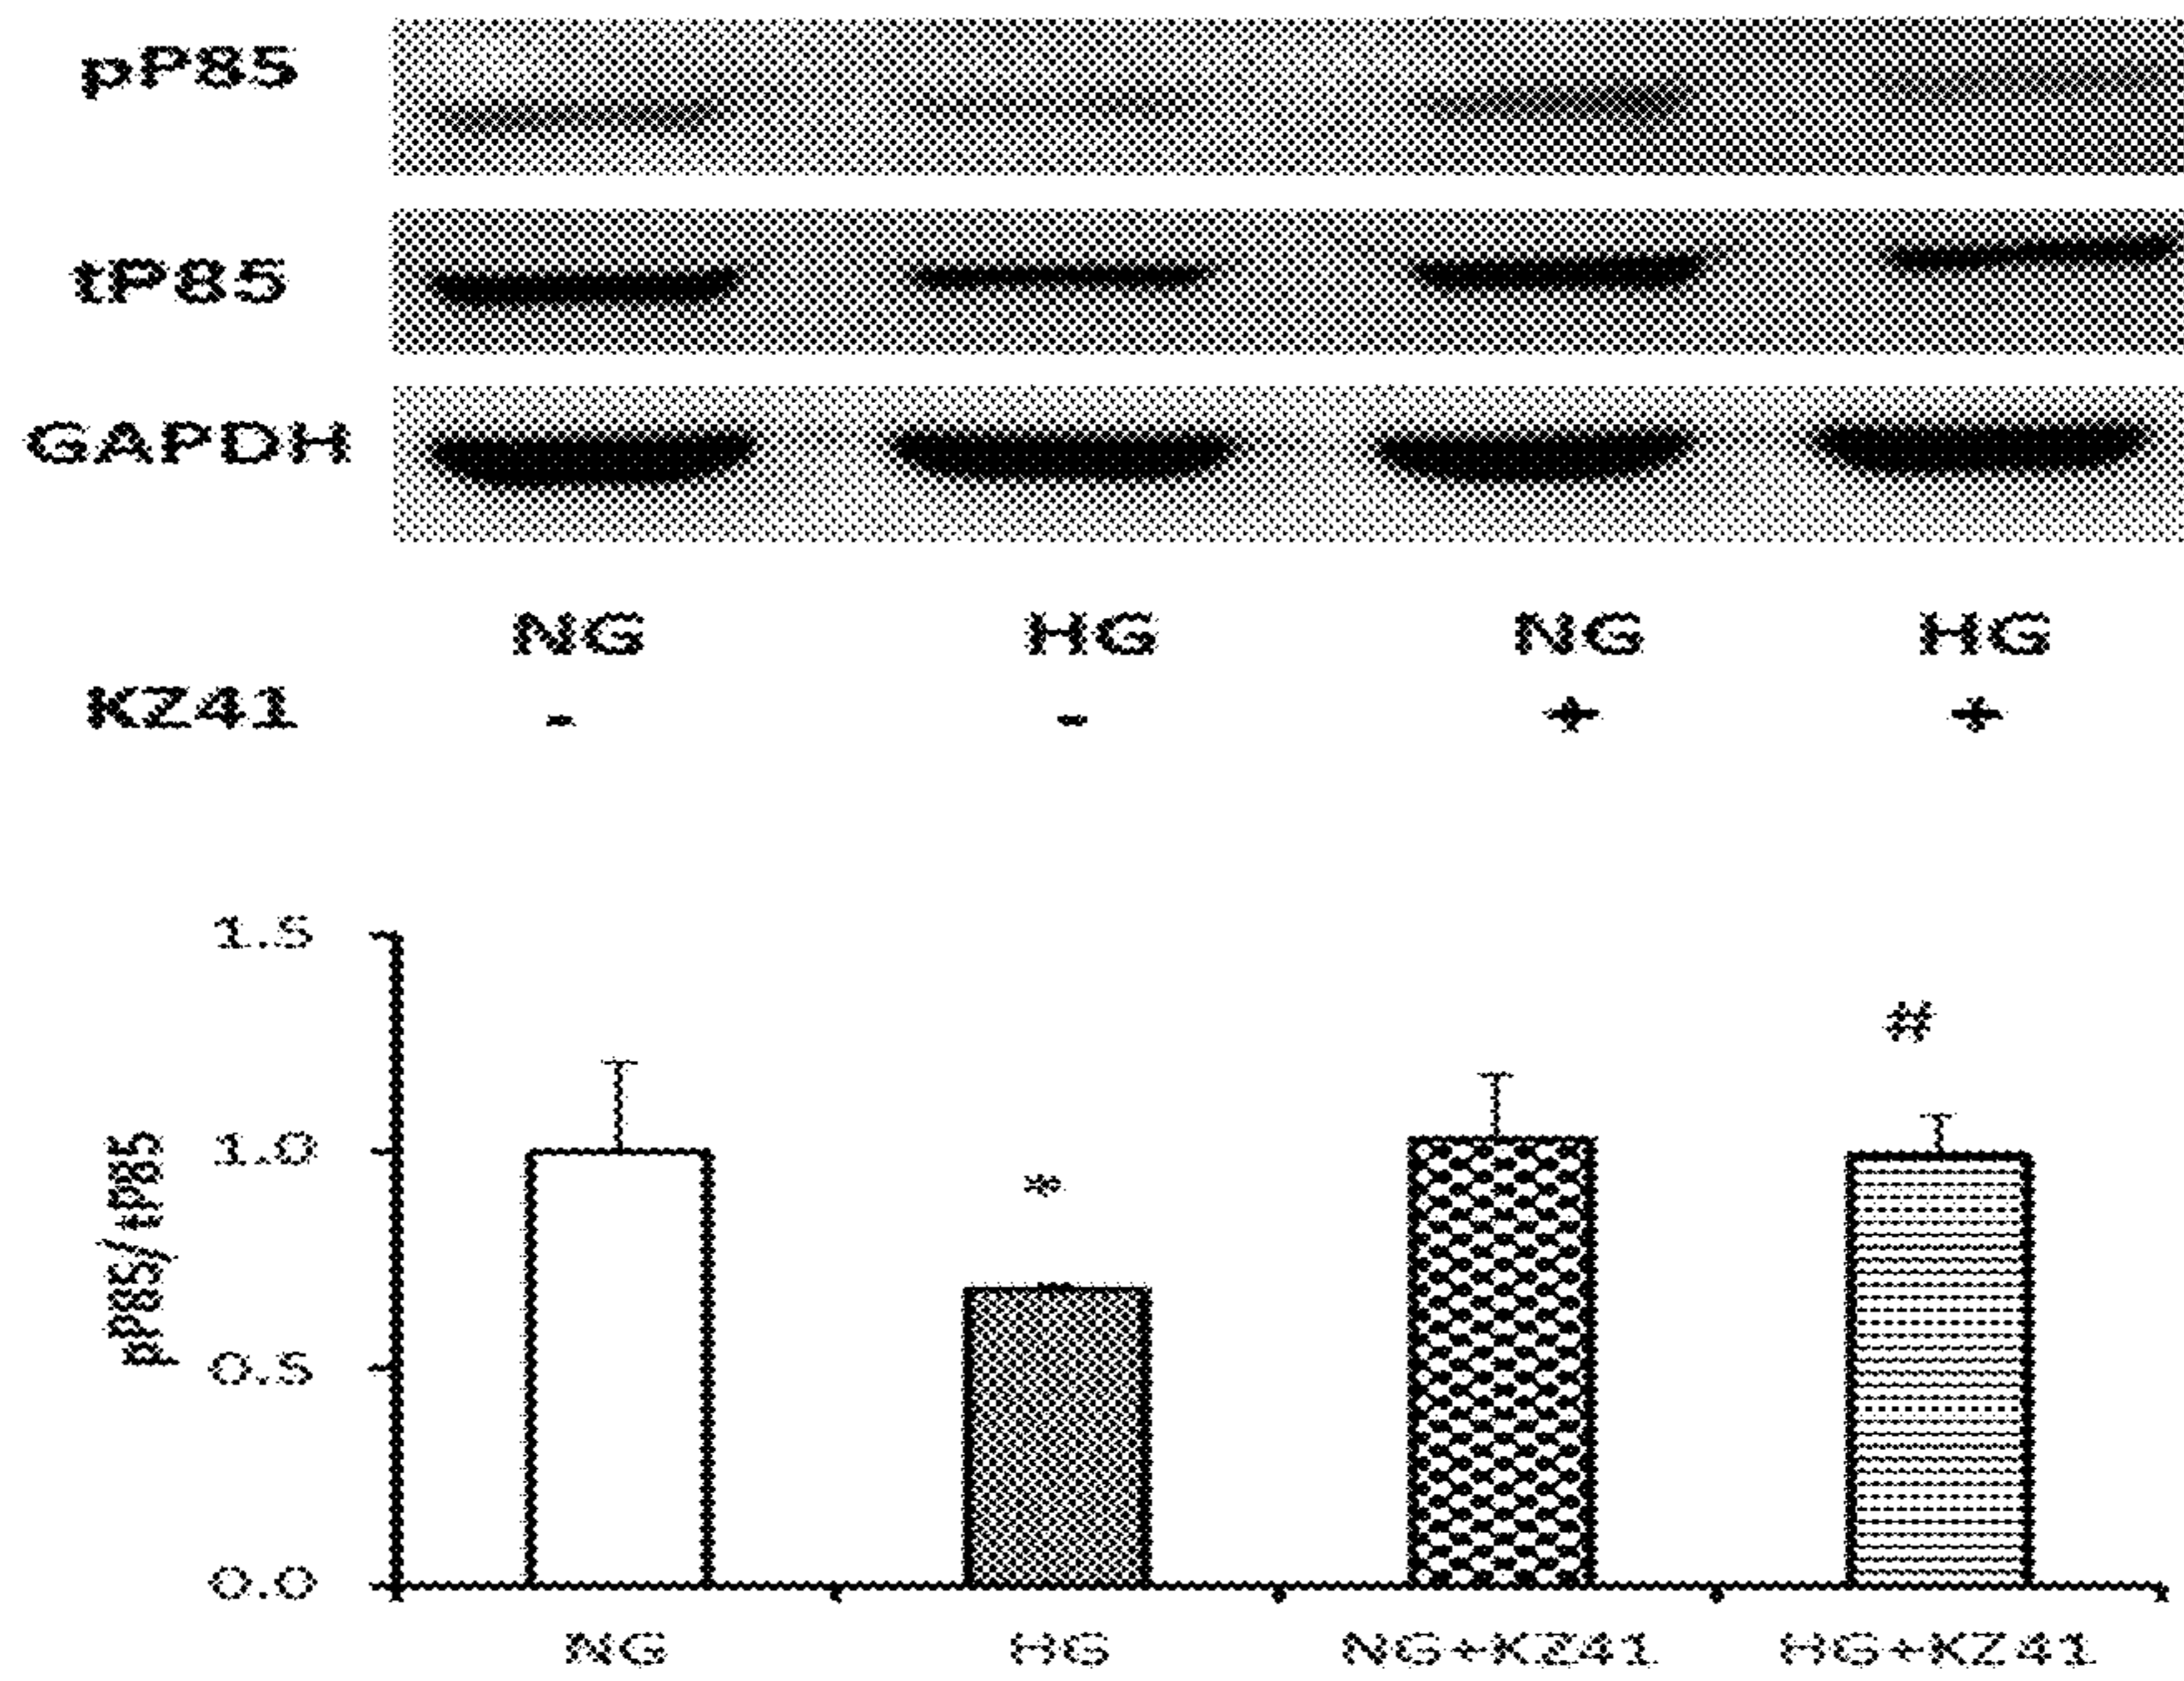 pP85
tP85
GAPDH
NG HG NG HG
KZ41 - - + +
1.5
#
1.0
*
pP85/tP85
0.5
0.0
NG HG NG+KZ41 HG+KZ41